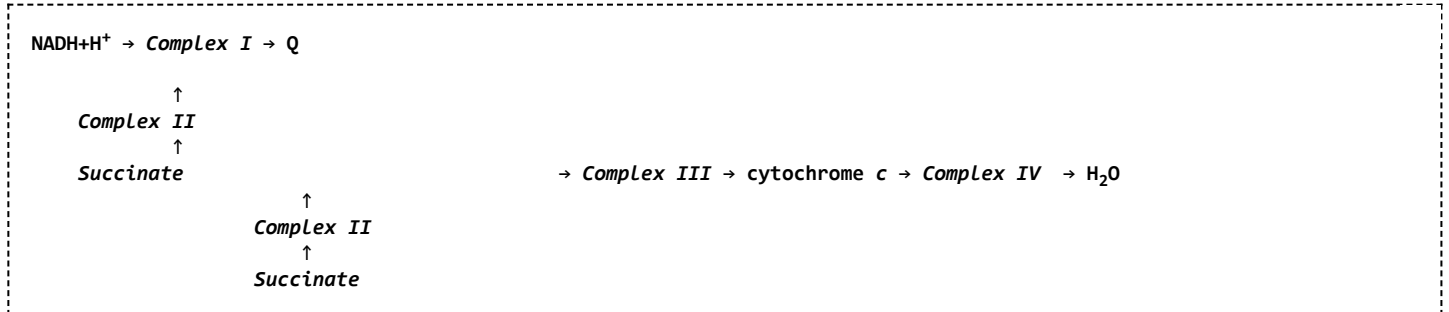 NADH+H⁺ → Complex I → Q
↑
Complex II
↑
Succinate → Complex III → cytochrome c → Complex IV → H₂O
↑
Complex II
↑
Succinate